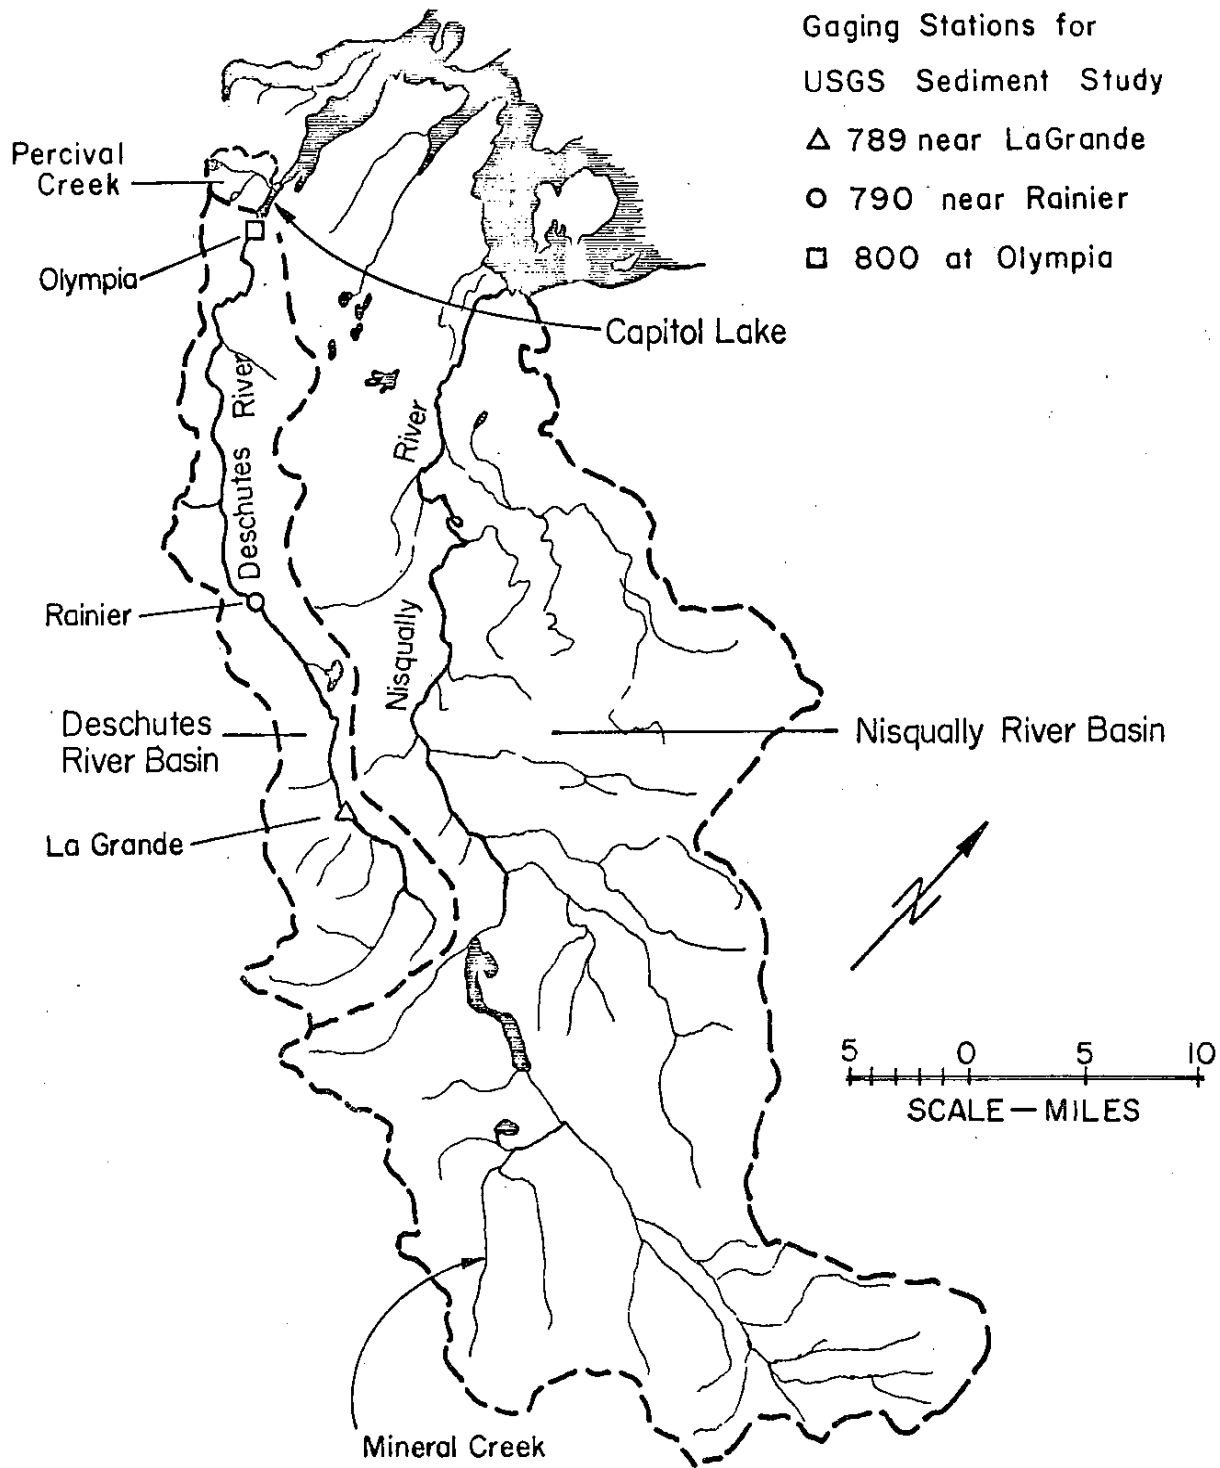 Gaging Stations for
USGS Sediment Study
△ 789 near LaGrande
○ 790 near Rainier
□ 800 at Olympia
Percival
Creek
Olympia
Capitol Lake
Deschutes River
Nisqually River
Rainier
Deschutes
River Basin
Nisqually River Basin
La Grande
N
5 0 5 10
SCALE—MILES
Mineral Creek